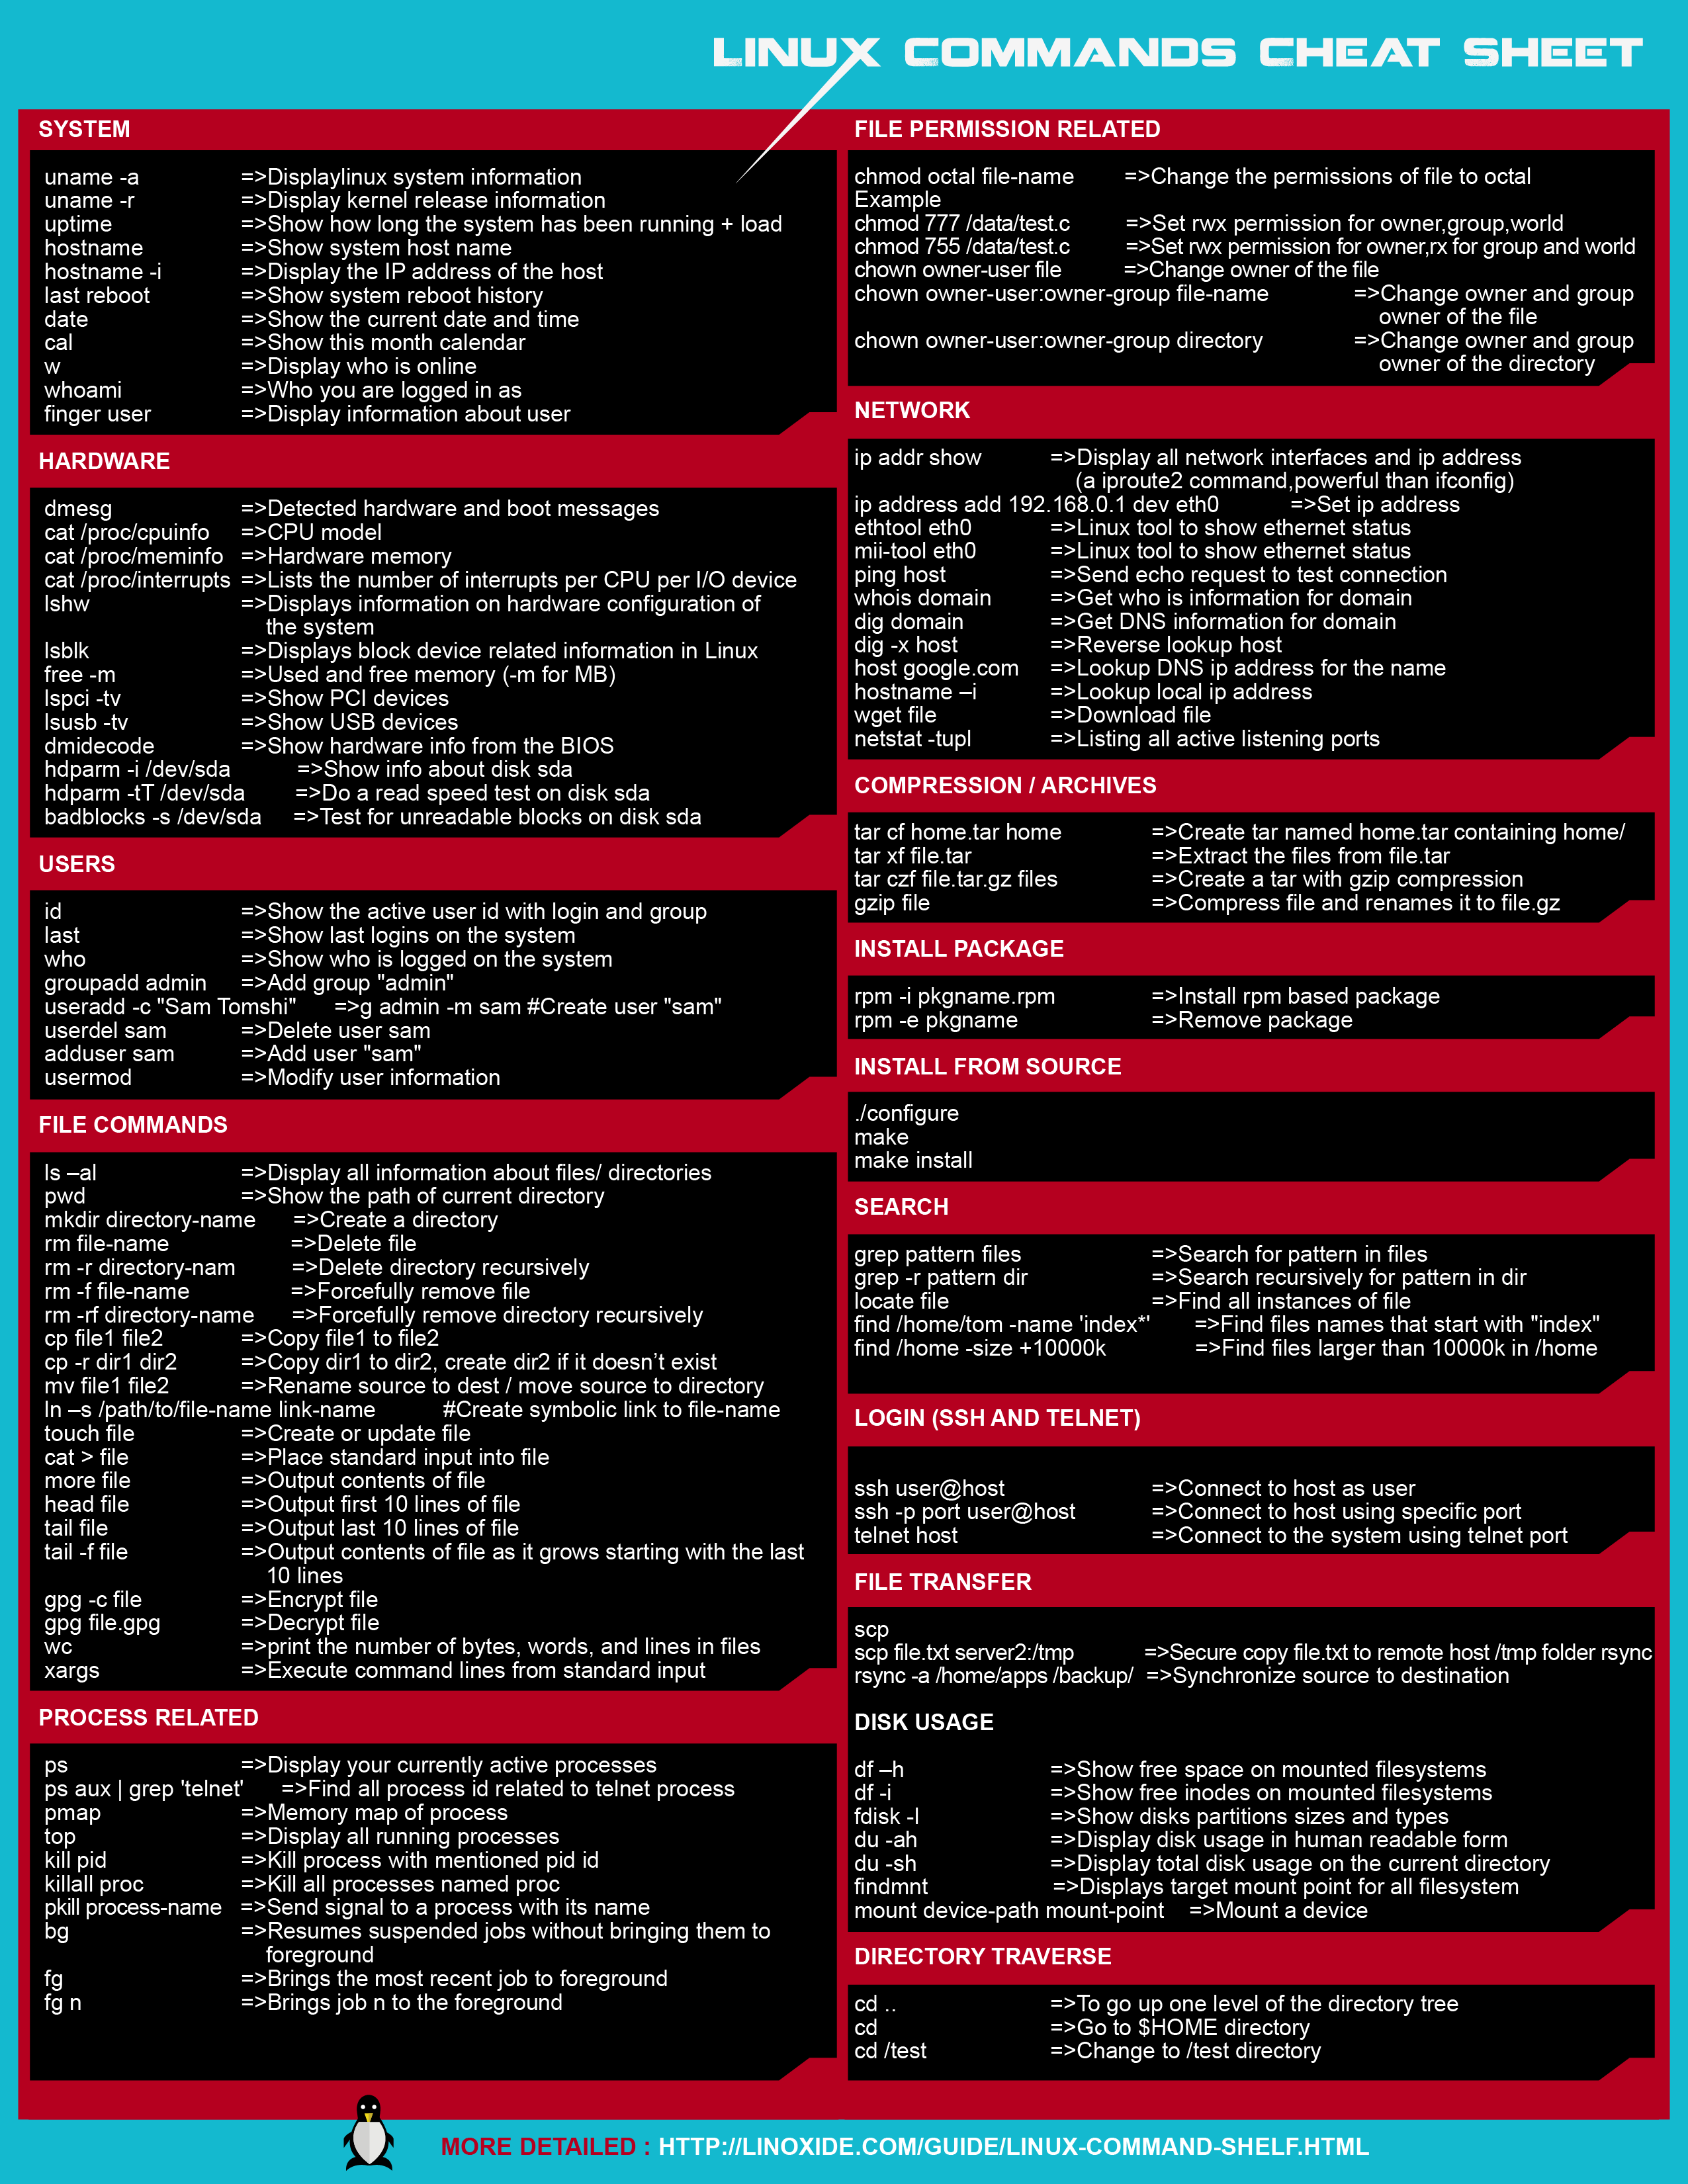 LINUX COMMANDS CHEAT SHEET
SYSTEM
uname -a =>Displaylinux system information
uname -r =>Display kernel release information
uptime =>Show how long the system has been running + load
hostname =>Show system host name
hostname -i =>Display the IP address of the host
last reboot =>Show system reboot history
date =>Show the current date and time
cal =>Show this month calendar
w =>Display who is online
whoami =>Who you are logged in as
finger user =>Display information about user
HARDWARE
dmesg =>Detected hardware and boot messages
cat /proc/cpuinfo =>CPU model
cat /proc/meminfo =>Hardware memory
cat /proc/interrupts =>Lists the number of interrupts per CPU per I/O device
lshw =>Displays information on hardware configuration of
the system
lsblk =>Displays block device related information in Linux
free -m =>Used and free memory (-m for MB)
lspci -tv =>Show PCI devices
lsusb -tv =>Show USB devices
dmidecode =>Show hardware info from the BIOS
hdparm -i /dev/sda =>Show info about disk sda
hdparm -tT /dev/sda =>Do a read speed test on disk sda
badblocks -s /dev/sda =>Test for unreadable blocks on disk sda
USERS
id =>Show the active user id with login and group
last =>Show last logins on the system
who =>Show who is logged on the system
groupadd admin =>Add group "admin"
useradd -c "Sam Tomshi" =>g admin -m sam #Create user "sam"
userdel sam =>Delete user sam
adduser sam =>Add user "sam"
usermod =>Modify user information
FILE COMMANDS
ls –al =>Display all information about files/ directories
pwd =>Show the path of current directory
mkdir directory-name =>Create a directory
rm file-name =>Delete file
rm -r directory-nam =>Delete directory recursively
rm -f file-name =>Forcefully remove file
rm -rf directory-name =>Forcefully remove directory recursively
cp file1 file2 =>Copy file1 to file2
cp -r dir1 dir2 =>Copy dir1 to dir2, create dir2 if it doesn’t exist
mv file1 file2 =>Rename source to dest / move source to directory
ln –s /path/to/file-name link-name #Create symbolic link to file-name
touch file =>Create or update file
cat > file =>Place standard input into file
more file =>Output contents of file
head file =>Output first 10 lines of file
tail file =>Output last 10 lines of file
tail -f file =>Output contents of file as it grows starting with the last
10 lines
gpg -c file =>Encrypt file
gpg file.gpg =>Decrypt file
wc =>print the number of bytes, words, and lines in files
xargs =>Execute command lines from standard input
PROCESS RELATED
ps =>Display your currently active processes
ps aux | grep 'telnet' =>Find all process id related to telnet process
pmap =>Memory map of process
top =>Display all running processes
kill pid =>Kill process with mentioned pid id
killall proc =>Kill all processes named proc
pkill process-name =>Send signal to a process with its name
bg =>Resumes suspended jobs without bringing them to
foreground
fg =>Brings the most recent job to foreground
fg n =>Brings job n to the foreground
FILE PERMISSION RELATED
chmod octal file-name =>Change the permissions of file to octal
Example
chmod 777 /data/test.c =>Set rwx permission for owner,group,world
chmod 755 /data/test.c =>Set rwx permission for owner,rx for group and world
chown owner-user file =>Change owner of the file
chown owner-user:owner-group file-name =>Change owner and group
owner of the file
chown owner-user:owner-group directory =>Change owner and group
owner of the directory
NETWORK
ip addr show =>Display all network interfaces and ip address
(a iproute2 command,powerful than ifconfig)
ip address add 192.168.0.1 dev eth0 =>Set ip address
ethtool eth0 =>Linux tool to show ethernet status
mii-tool eth0 =>Linux tool to show ethernet status
ping host =>Send echo request to test connection
whois domain =>Get who is information for domain
dig domain =>Get DNS information for domain
dig -x host =>Reverse lookup host
host google.com =>Lookup DNS ip address for the name
hostname –i =>Lookup local ip address
wget file =>Download file
netstat -tupl =>Listing all active listening ports
COMPRESSION / ARCHIVES
tar cf home.tar home =>Create tar named home.tar containing home/
tar xf file.tar =>Extract the files from file.tar
tar czf file.tar.gz files =>Create a tar with gzip compression
gzip file =>Compress file and renames it to file.gz
INSTALL PACKAGE
rpm -i pkgname.rpm =>Install rpm based package
rpm -e pkgname =>Remove package
INSTALL FROM SOURCE
./configure
make
make install
SEARCH
grep pattern files =>Search for pattern in files
grep -r pattern dir =>Search recursively for pattern in dir
locate file =>Find all instances of file
find /home/tom -name 'index*' =>Find files names that start with "index"
find /home -size +10000k =>Find files larger than 10000k in /home
LOGIN (SSH AND TELNET)
ssh user@host =>Connect to host as user
ssh -p port user@host =>Connect to host using specific port
telnet host =>Connect to the system using telnet port
FILE TRANSFER
scp
scp file.txt server2:/tmp =>Secure copy file.txt to remote host /tmp folder rsync
rsync -a /home/apps /backup/ =>Synchronize source to destination
DISK USAGE
df –h =>Show free space on mounted filesystems
df -i =>Show free inodes on mounted filesystems
fdisk -l =>Show disks partitions sizes and types
du -ah =>Display disk usage in human readable form
du -sh =>Display total disk usage on the current directory
findmnt =>Displays target mount point for all filesystem
mount device-path mount-point =>Mount a device
DIRECTORY TRAVERSE
cd .. =>To go up one level of the directory tree
cd =>Go to $HOME directory
cd /test =>Change to /test directory
MORE DETAILED : HTTP://LINOXIDE.COM/GUIDE/LINUX-COMMAND-SHELF.HTML